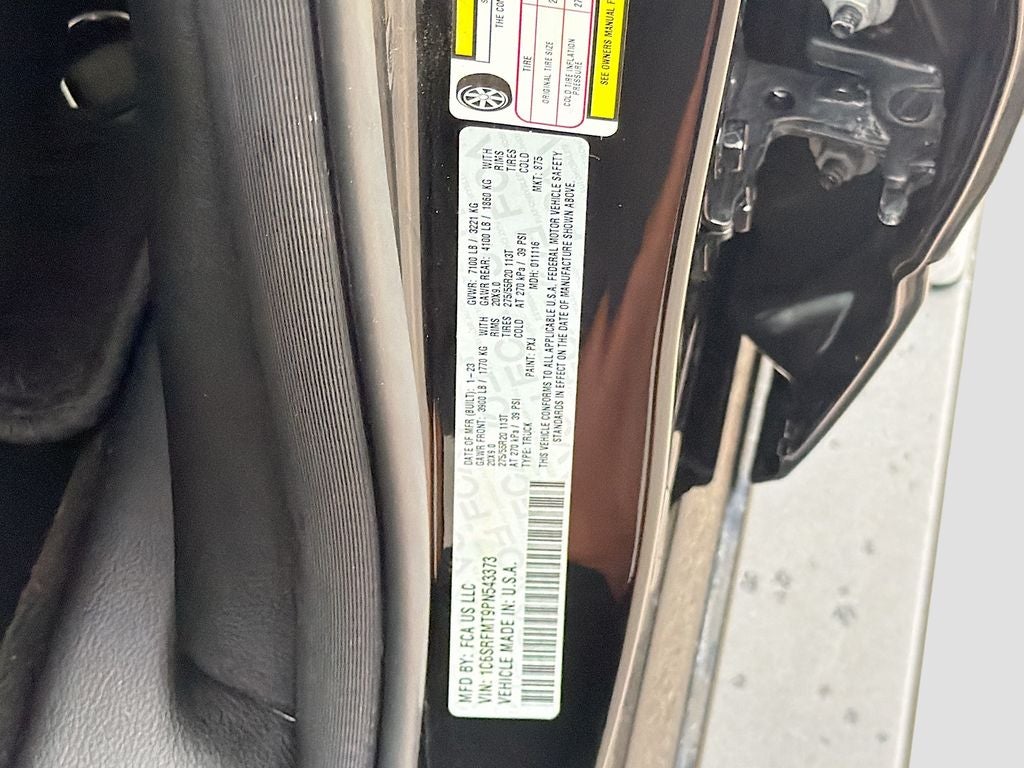 MFD BY: FCA US LLC
VIN: 1C6SRFMT9PN543373
VEHICLE MADE IN: U.S.A.
DATE OF MFR (BUILT): 1-23
GAWR FRONT: 3900 LB / 1770 KG WITH
20X9.0 RIMS
275/55R20 113T TIRES
AT 270 kPa / 39 PSI COLD
TYPE: TRUCK
GVWR: 7100 LB / 3221 KG
GAWR REAR: 4100 LB / 1860 KG WITH
20X9.0 RIMS
275/55R20 113T TIRES
AT 270 kPa / 39 PSI COLD
PAINT: PXJ MDH: 011116 MKT: 875
THIS VEHICLE CONFORMS TO ALL APPLICABLE U.S.A. FEDERAL MOTOR VEHICLE SAFETY
STANDARDS IN EFFECT ON THE DATE OF MANUFACTURE SHOWN ABOVE.
THE
TIRE
ORIGINAL TIRE SIZE
COLD TIRE INFLATION
PRESSURE
SEE OWNERS MANUAL